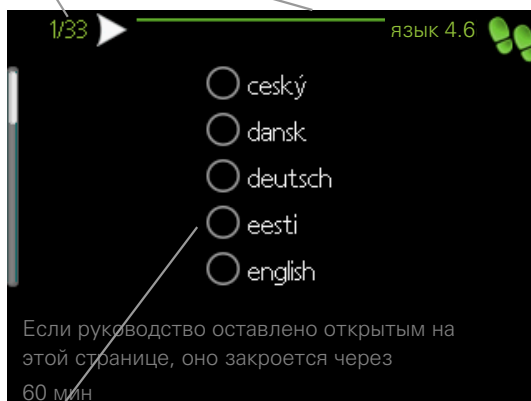 1/33
язык 4.6
ceský
dansk
deutsch
eesti
english
Если руководство оставлено открытым на
этой странице, оно закроется через
60 мин